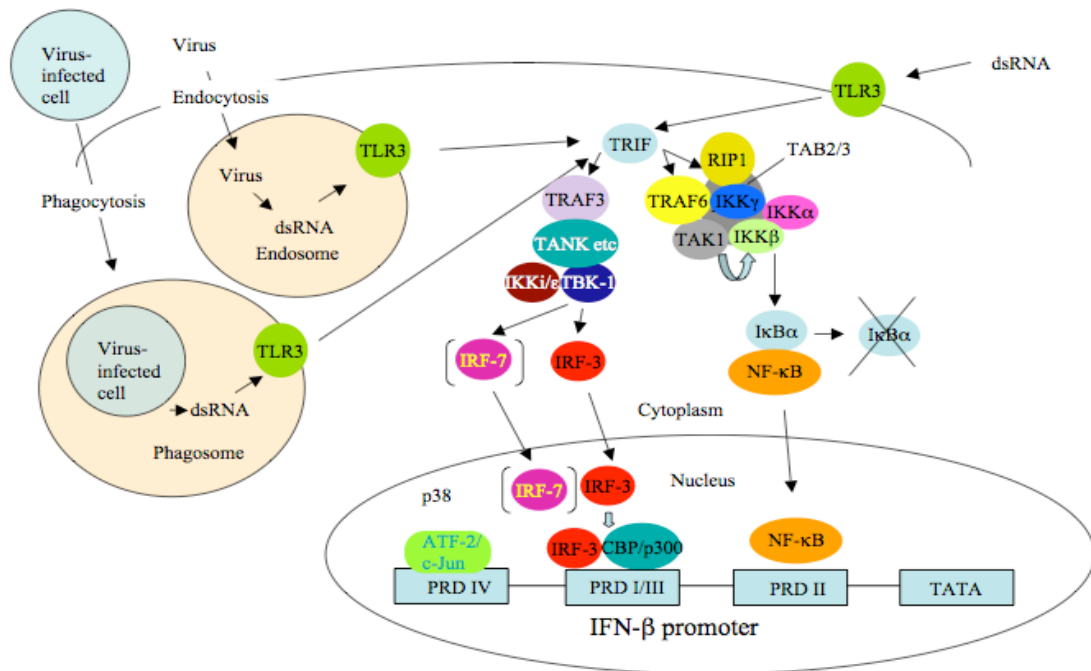 Virus-
infected
cell
Virus
Endocytosis
Phagocytosis
Virus
dsRNA
Endosome
TLR3
Virus-
infected
cell
dsRNA
TLR3
Phagosome
dsRNA
TLR3
TRIF
TRAF3
TANK etc
IKKi/ε
TBK-1
IRF-7
IRF-3
RIP1
TAB2/3
TRAF6
IKKγ
IKKα
TAK1
IKKβ
IκBα
IκBα
NF-κB
Cytoplasm
Nucleus
p38
IRF-7
IRF-3
ATF-2/
c-Jun
IRF-3
CBP/p300
NF-κB
PRD IV
PRD I/III
PRD II
TATA
IFN-β promoter